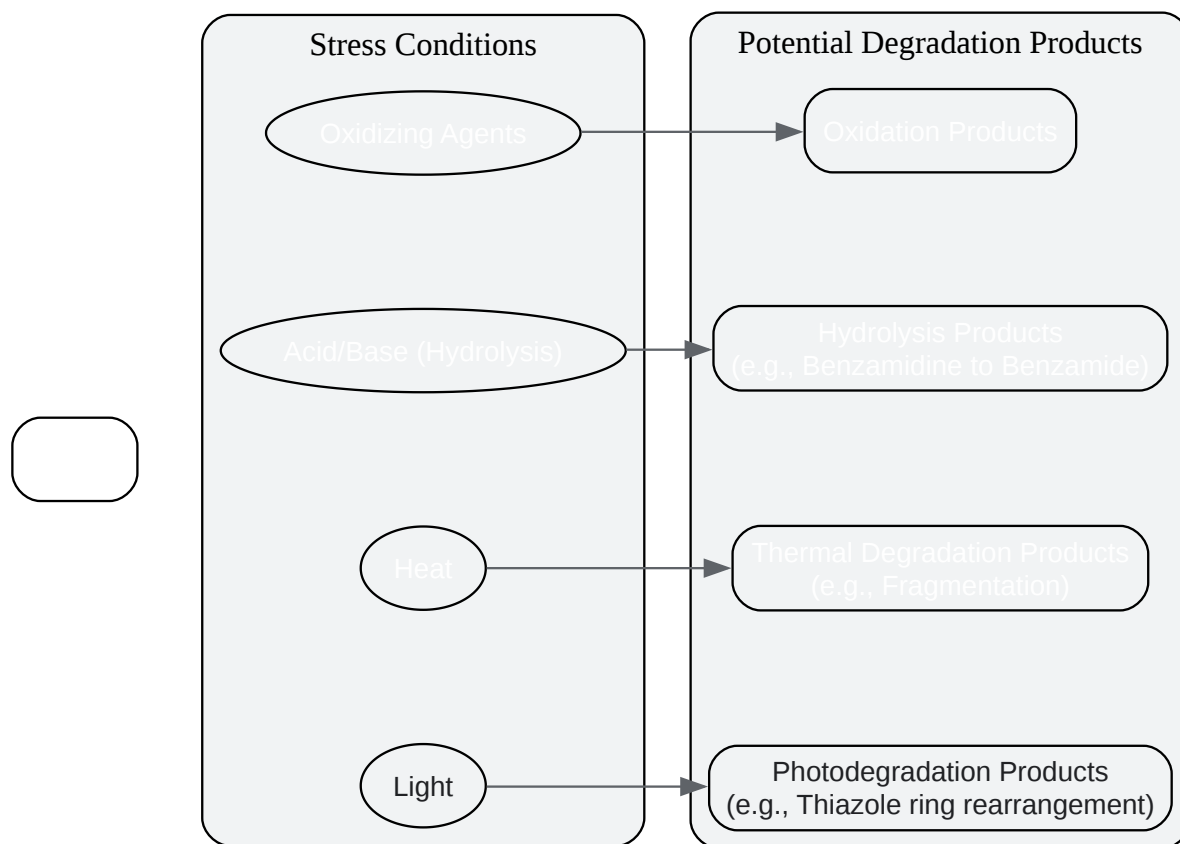 Stress Conditions
Potential Degradation Products
Oxidizing Agents
Oxidation Products
Acid/Base (Hydrolysis)
Hydrolysis Products
(e.g., Benzamidine to Benzamide)
Heat
Thermal Degradation Products
(e.g., Fragmentation)
Light
Photodegradation Products
(e.g., Thiazole ring rearrangement)